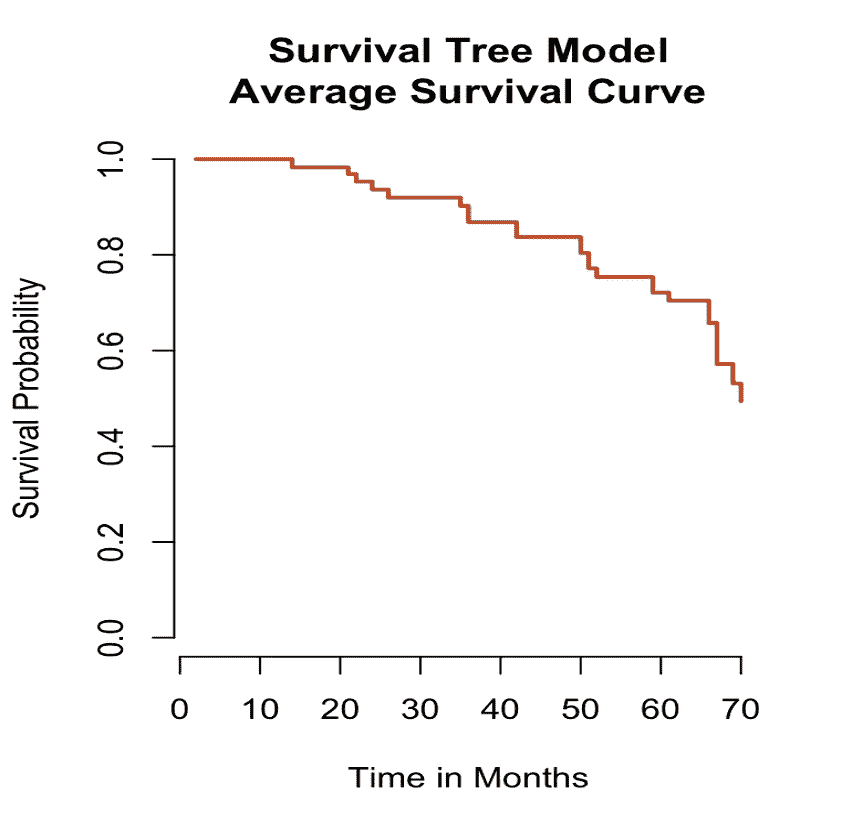 Survival Tree Model
Average Survival Curve
Survival Probability
1.0
0.8
0.6
0.4
0.2
0.0
0 10 20 30 40 50 60 70
Time in Months